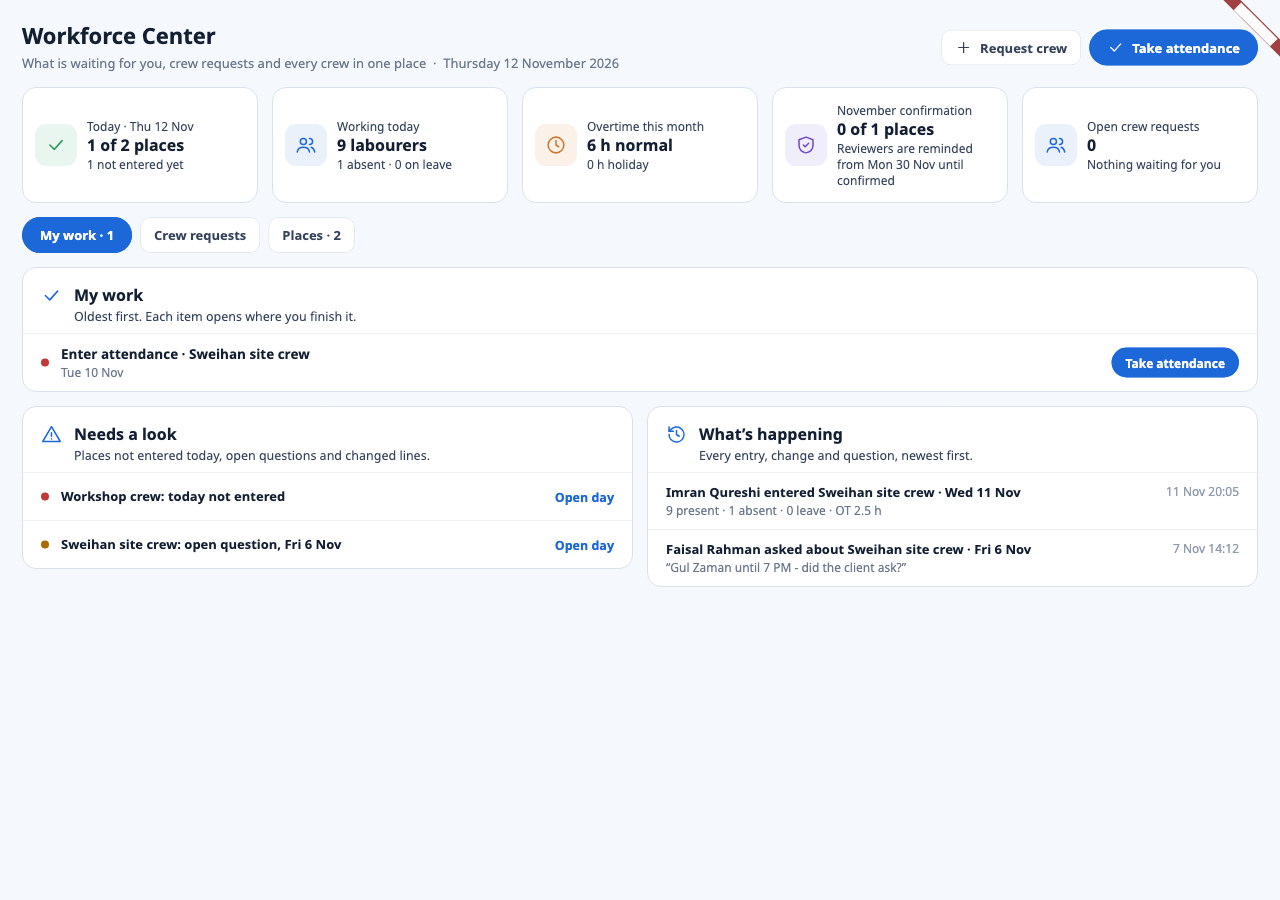 Workforce Center
What is waiting for you, crew requests and every crew in one place · Thursday 12 November 2026
Request crew
Take attendance
Today · Thu 12 Nov
1 of 2 places
1 not entered yet
Working today
9 labourers
1 absent · 0 on leave
Overtime this month
6 h normal
0 h holiday
November confirmation
0 of 1 places
Reviewers are reminded
from Mon 30 Nov until
confirmed
Open crew requests
0
Nothing waiting for you
My work · 1
Crew requests
Places · 2
My work
Oldest first. Each item opens where you finish it.
Enter attendance · Sweihan site crew
Tue 10 Nov
Take attendance
Needs a look
Places not entered today, open questions and changed lines.
Workshop crew: today not entered
Open day
Sweihan site crew: open question, Fri 6 Nov
Open day
What’s happening
Every entry, change and question, newest first.
Imran Qureshi entered Sweihan site crew · Wed 11 Nov
11 Nov 20:05
9 present · 1 absent · 0 leave · OT 2.5 h
Faisal Rahman asked about Sweihan site crew · Fri 6 Nov
7 Nov 14:12
“Gul Zaman until 7 PM - did the client ask?”